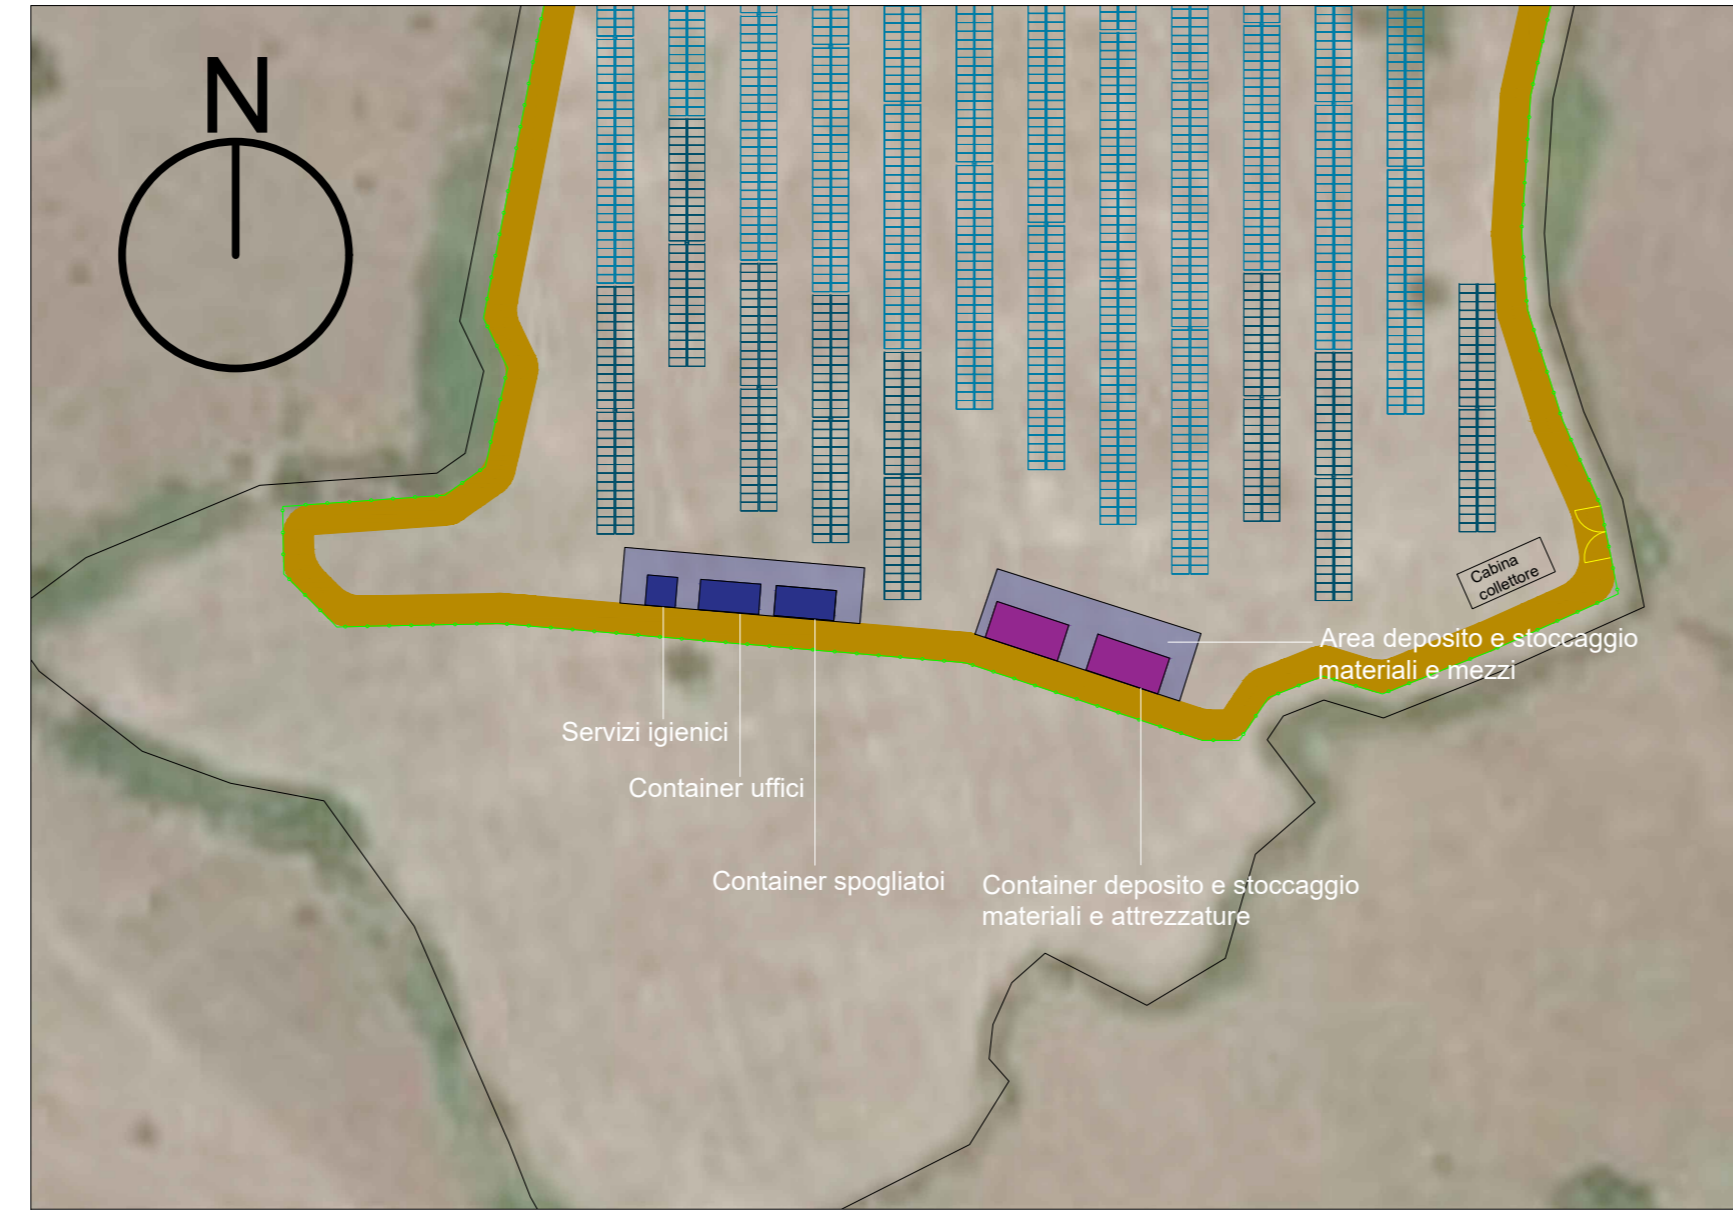 N
Cabina
collettore
Area deposito e stoccaggio
materiali e mezzi
Servizi igienici
Container uffici
Container spogliatoi
Container deposito e stoccaggio
materiali e attrezzature